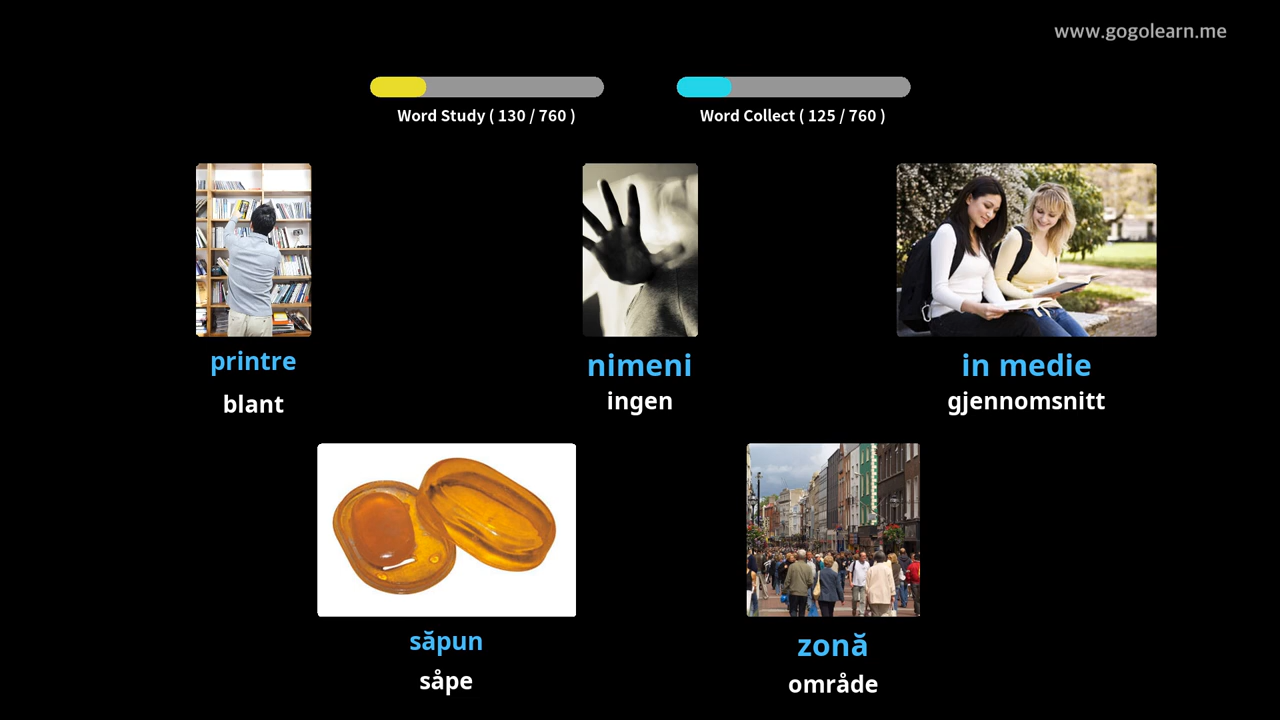 www.gogolearn.me
Word Study ( 130 / 760 )
Word Collect ( 125 / 760 )
printre
blant
nimeni
ingen
in medie
gjennomsnitt
săpun
såpe
zonă
område